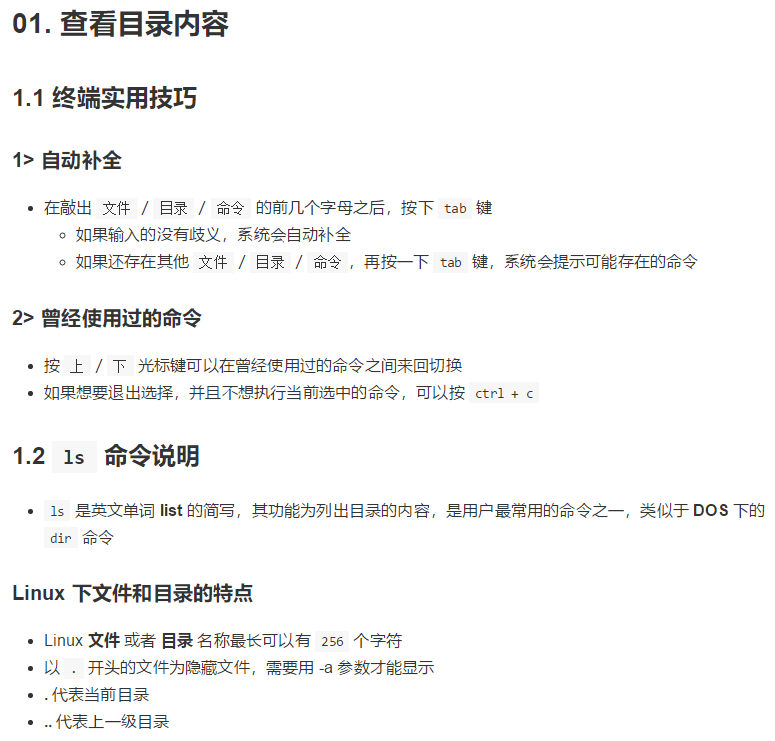 01. 查看目录内容
1.1 终端实用技巧
1> 自动补全
• 在敲出 文件 / 目录 / 命令 的前几个字母之后，按下 tab 键
◦ 如果输入的没有歧义，系统会自动补全
◦ 如果还存在其他 文件 / 目录 / 命令，再按一下 tab 键，系统会提示可能存在的命令
2> 曾经使用过的命令
• 按 上 / 下 光标键可以在曾经使用过的命令之间来回切换
• 如果想要退出选择，并且不想执行当前选中的命令，可以按 ctrl + c
1.2 ls 命令说明
• ls 是英文单词 list 的简写，其功能为列出目录的内容，是用户最常用的命令之一，类似于 DOS 下的
dir 命令
Linux 下文件和目录的特点
• Linux 文件 或者 目录 名称最长可以有 256 个字符
• 以 . 开头的文件为隐藏文件，需要用 -a 参数才能显示
• . 代表当前目录
• .. 代表上一级目录